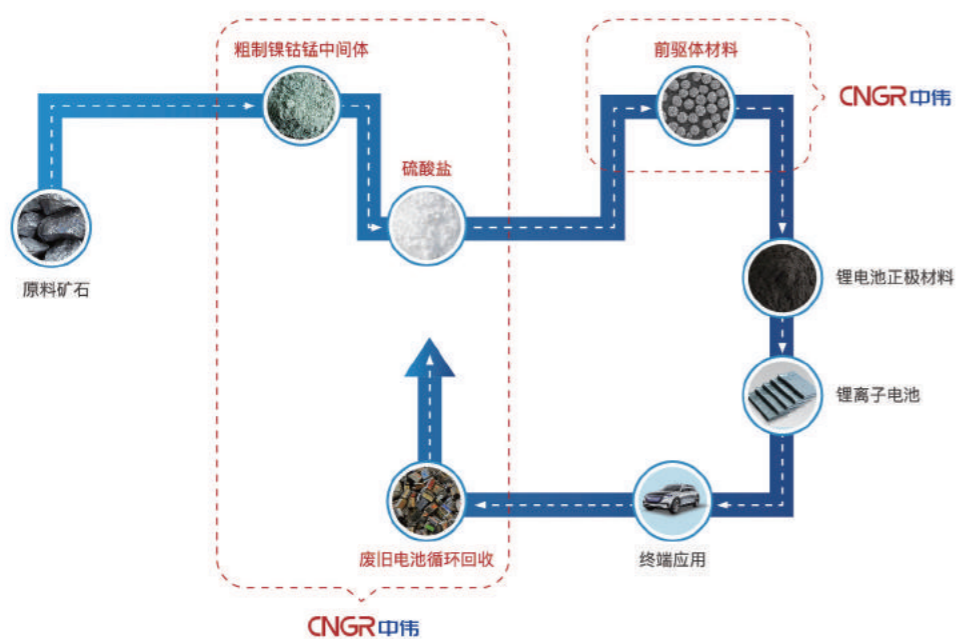 粗制镍钴锰中间体
前驱体材料
CNGR中伟
硫酸盐
原料矿石
锂电池正极材料
锂离子电池
废旧电池循环回收
终端应用
CNGR中伟